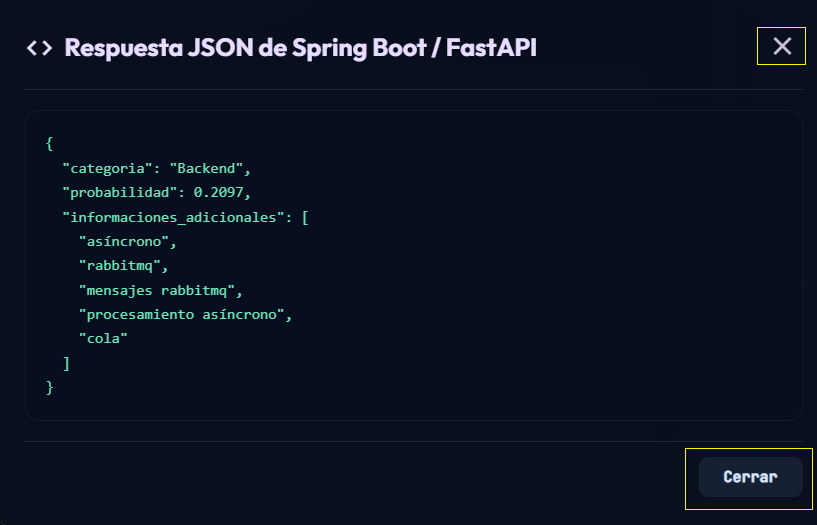 <> Respuesta JSON de Spring Boot / FastAPI
{
  "categoria": "Backend",
  "probabilidad": 0.2097,
  "informaciones_adicionales": [
    "asíncrono",
    "rabbitmq",
    "mensajes rabbitmq",
    "procesamiento asíncrono",
    "cola"
  ]
}
Cerrar